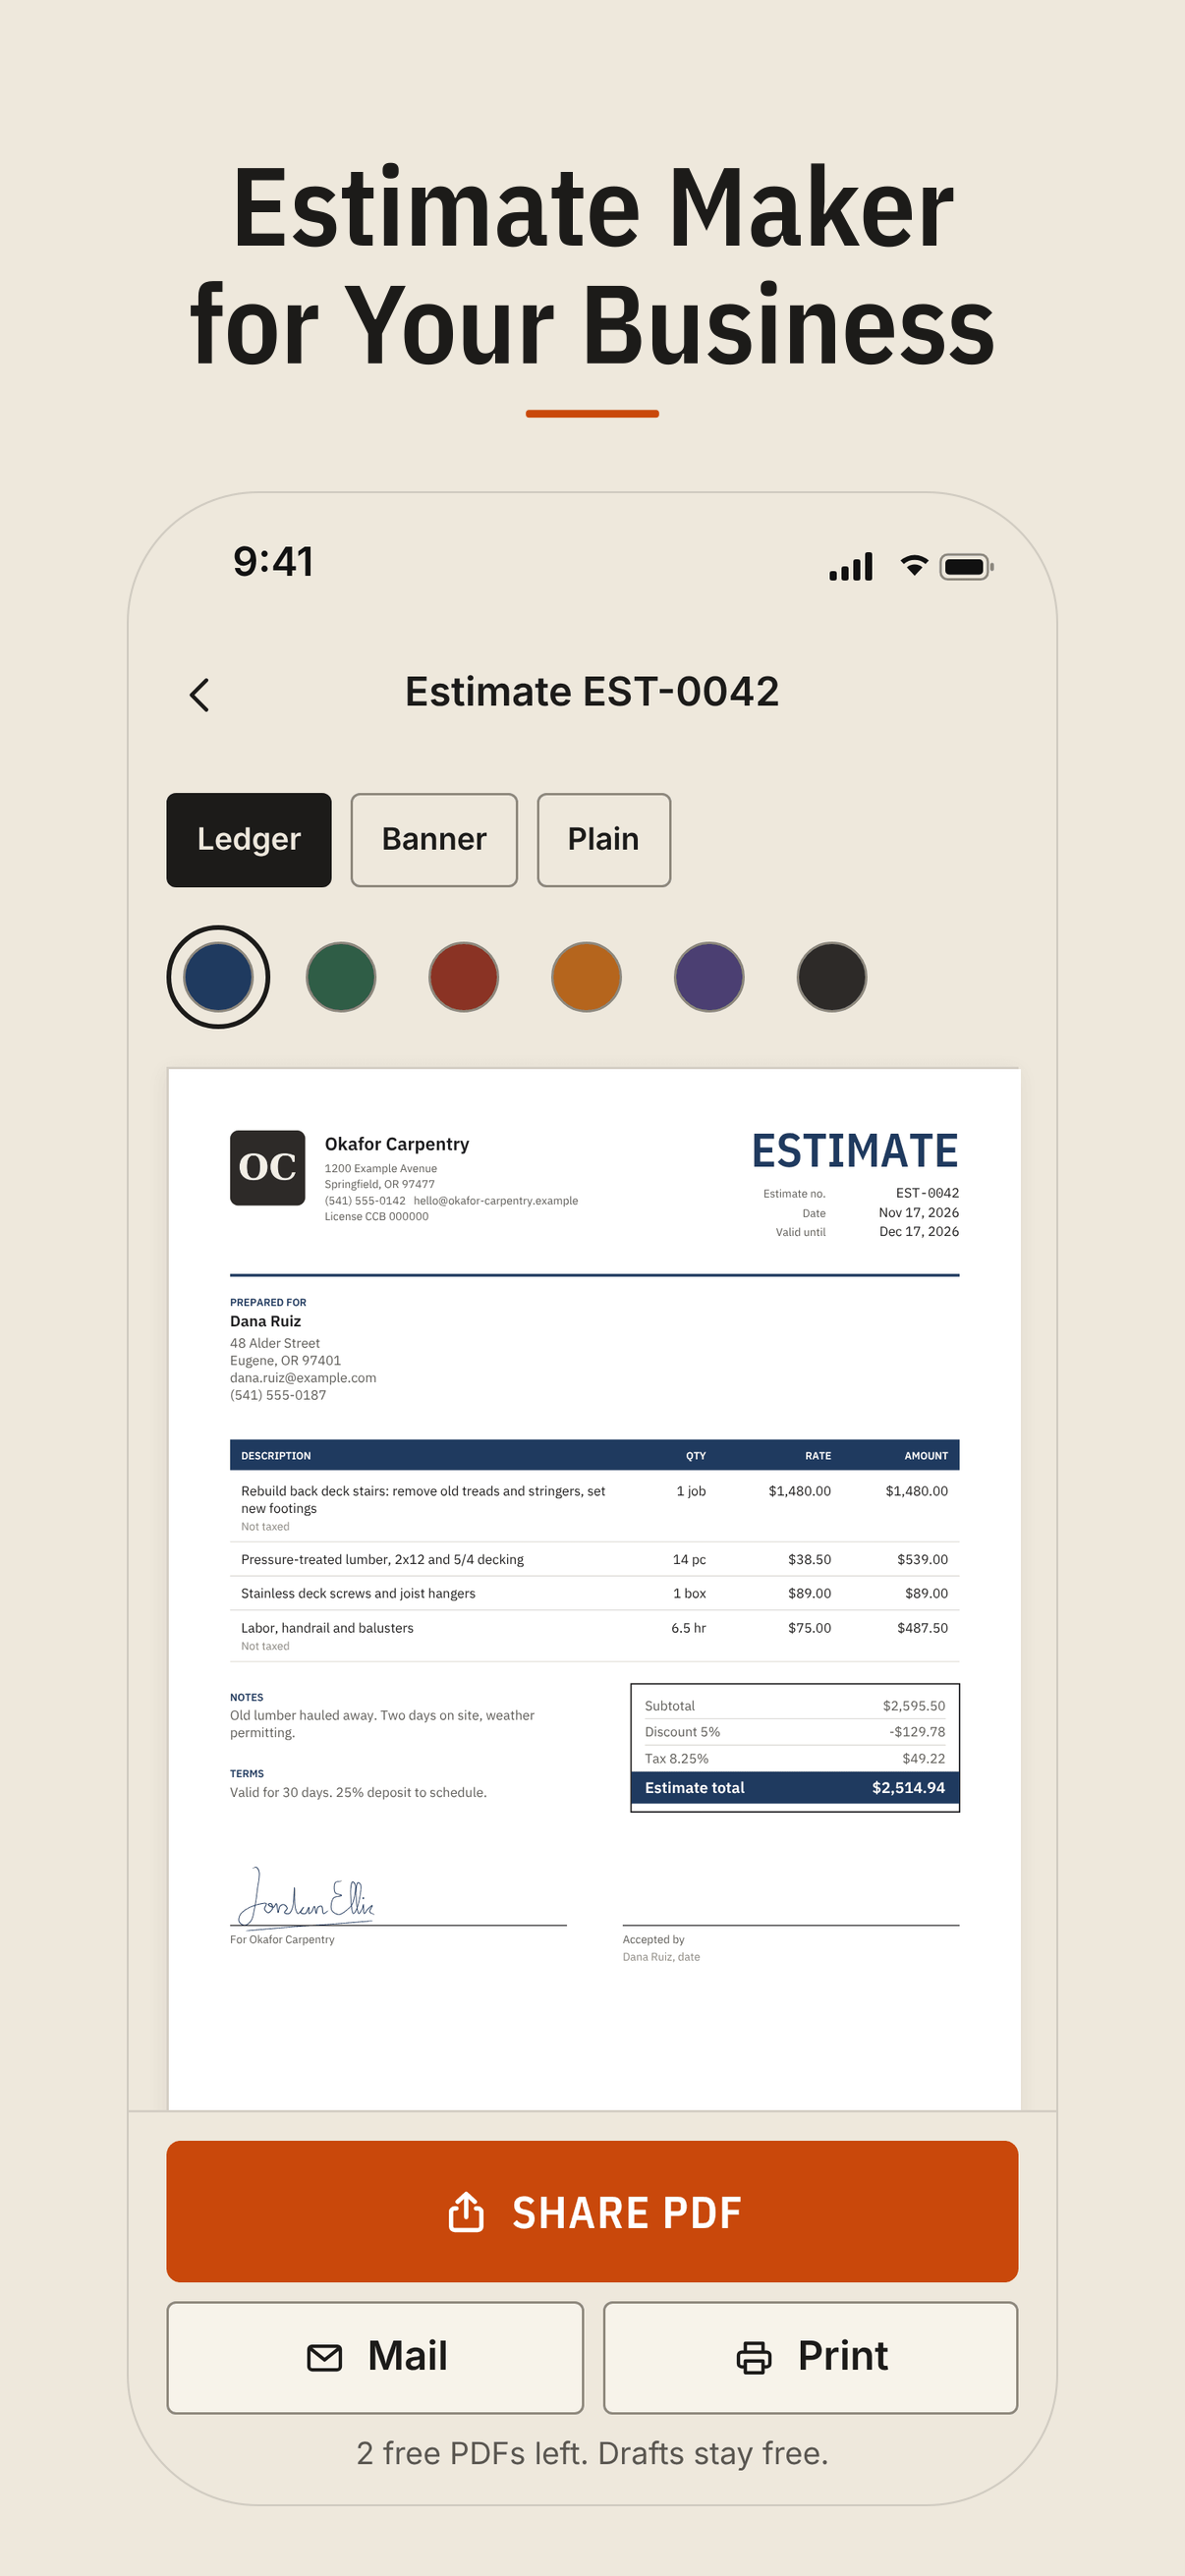 Estimate Maker
for Your Business
9:41
Estimate EST-0042
Ledger Banner Plain
OC
Okafor Carpentry
1200 Example Avenue
Springfield, OR 97477
(541) 555-0142 hello@okafor-carpentry.example
License CCB 000000
ESTIMATE
Estimate no. EST-0042
Date Nov 17, 2026
Valid until Dec 17, 2026
PREPARED FOR
Dana Ruiz
48 Alder Street
Eugene, OR 97401
dana.ruiz@example.com
(541) 555-0187
DESCRIPTION QTY RATE AMOUNT
Rebuild back deck stairs: remove old treads and stringers, set 1 job $1,480.00 $1,480.00
new footings
Not taxed
Pressure-treated lumber, 2x12 and 5/4 decking 14 pc $38.50 $539.00
Stainless deck screws and joist hangers 1 box $89.00 $89.00
Labor, handrail and balusters 6.5 hr $75.00 $487.50
Not taxed
NOTES
Old lumber hauled away. Two days on site, weather
permitting.
TERMS
Valid for 30 days. 25% deposit to schedule.
Subtotal $2,595.50
Discount 5% -$129.78
Tax 8.25% $49.22
Estimate total $2,514.94
Jordan Ellis
For Okafor Carpentry
Accepted by
Dana Ruiz, date
SHARE PDF
Mail Print
2 free PDFs left. Drafts stay free.